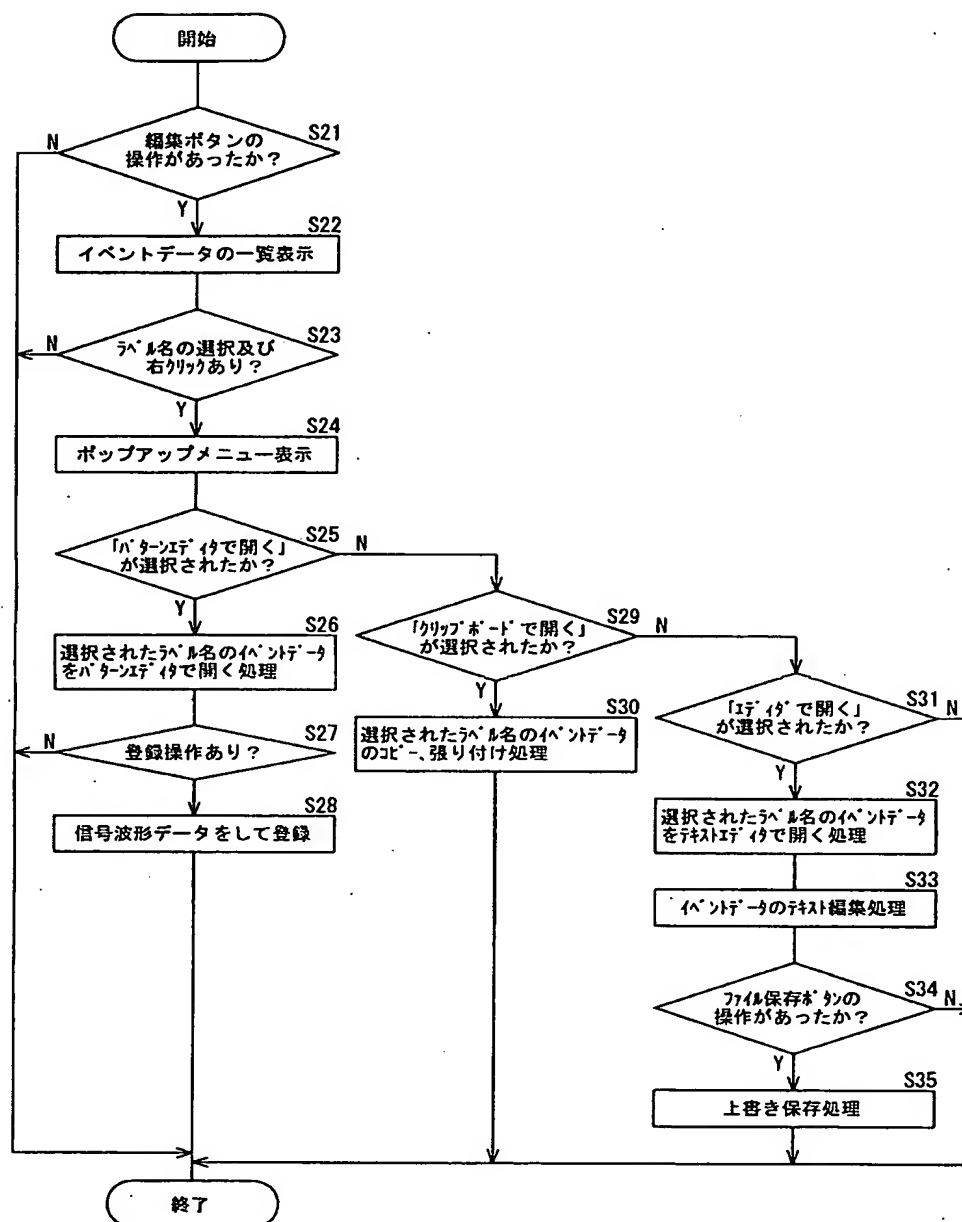 開始
S21
N
編集ボタンの
操作があったか？
Y
S22
イベントデータの一覧表示
S23
N
ﾗﾍﾞﾙ名の選択及び
右ｸﾘｯｸあり？
Y
S24
ポップアップメニュー表示
S25
「ﾊﾟﾀｰﾝｴﾃﾞｨﾀで開く」
が選択されたか？
N
Y
S26
選択されたﾗﾍﾞﾙ名のｲﾍﾞﾝﾄﾃﾞｰﾀ
をﾊﾟﾀｰﾝｴﾃﾞｨﾀで開く処理
S27
N
登録操作あり？
S28
信号波形データをして登録
S29
「ｸﾘｯﾌﾟﾎﾞｰﾄﾞで開く」
が選択されたか？
N
Y
S30
選択されたﾗﾍﾞﾙ名のｲﾍﾞﾝﾄﾃﾞｰﾀ
のｺﾋﾟｰ、張り付け処理
S31
「ｴﾃﾞｨﾀﾞで開く」
が選択されたか？
N
Y
S32
選択されたﾗﾍﾞﾙ名のｲﾍﾞﾝﾄﾃﾞｰﾀ
をﾃｷｽﾄｴﾃﾞｨﾀで開く処理
S33
ｲﾍﾞﾝﾄﾃﾞｰﾀのﾃｷｽﾄ編集処理
S34
ﾌｧｲﾙ保存ﾎﾞﾀﾝの
操作があったか？
N
Y
S35
上書き保存処理
終了